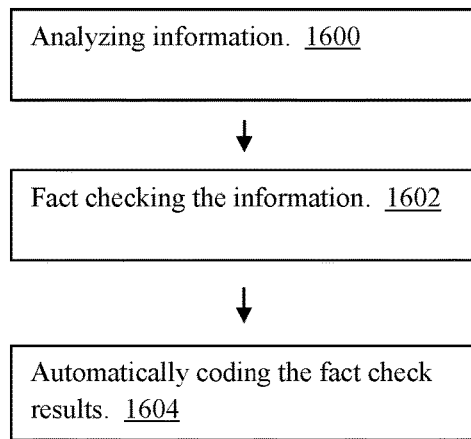 Analyzing information. 1600
Fact checking the information. 1602
Automatically coding the fact check
results. 1604